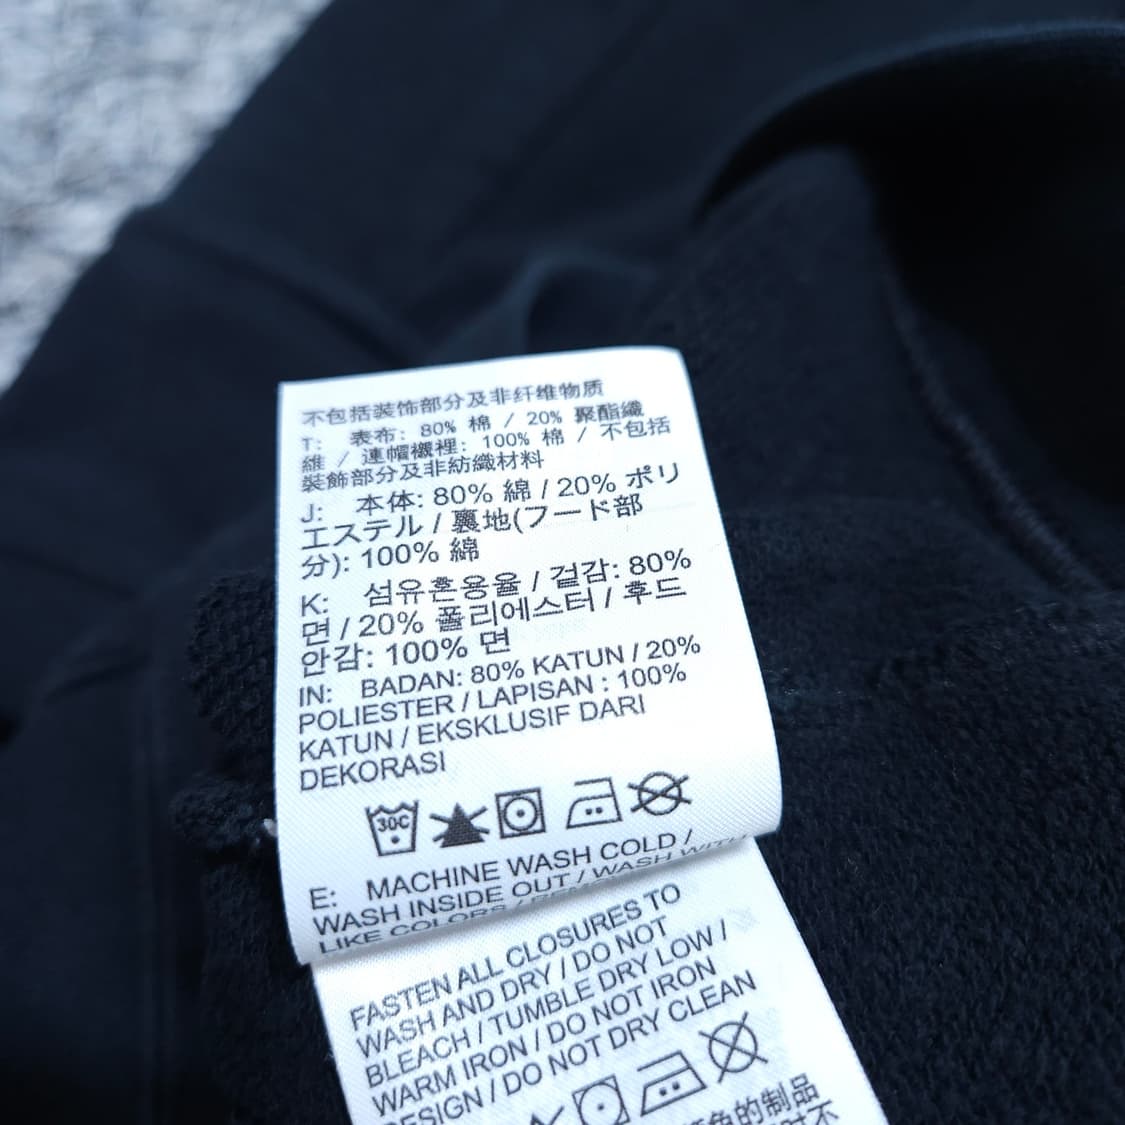 不包括装饰部分及非纤维物质
T: 表布: 80% 棉 / 20% 聚酯纖
維 / 連帽襯裡: 100% 棉 / 不包括
裝飾部分及非紡織材料
J: 本体: 80% 綿 / 20% ポリ
エステル / 裏地(フード部
分): 100% 綿
K: 섬유혼용율 / 겉감: 80%
면 / 20% 폴리에스터 / 후드
안감: 100% 면
IN: BADAN: 80% KATUN / 20%
POLIESTER / LAPISAN : 100%
KATUN / EKSKLUSIF DARI
DEKORASI
30C
E: MACHINE WASH COLD /
WASH INSIDE OUT / WASH WITH
LIKE COLORS /
FASTEN ALL CLOSURES TO
WASH AND DRY / DO NOT
BLEACH / TUMBLE DRY LOW /
WARM IRON / DO NOT IRON
DESIGN / DO NOT DRY CLEAN
色的制品